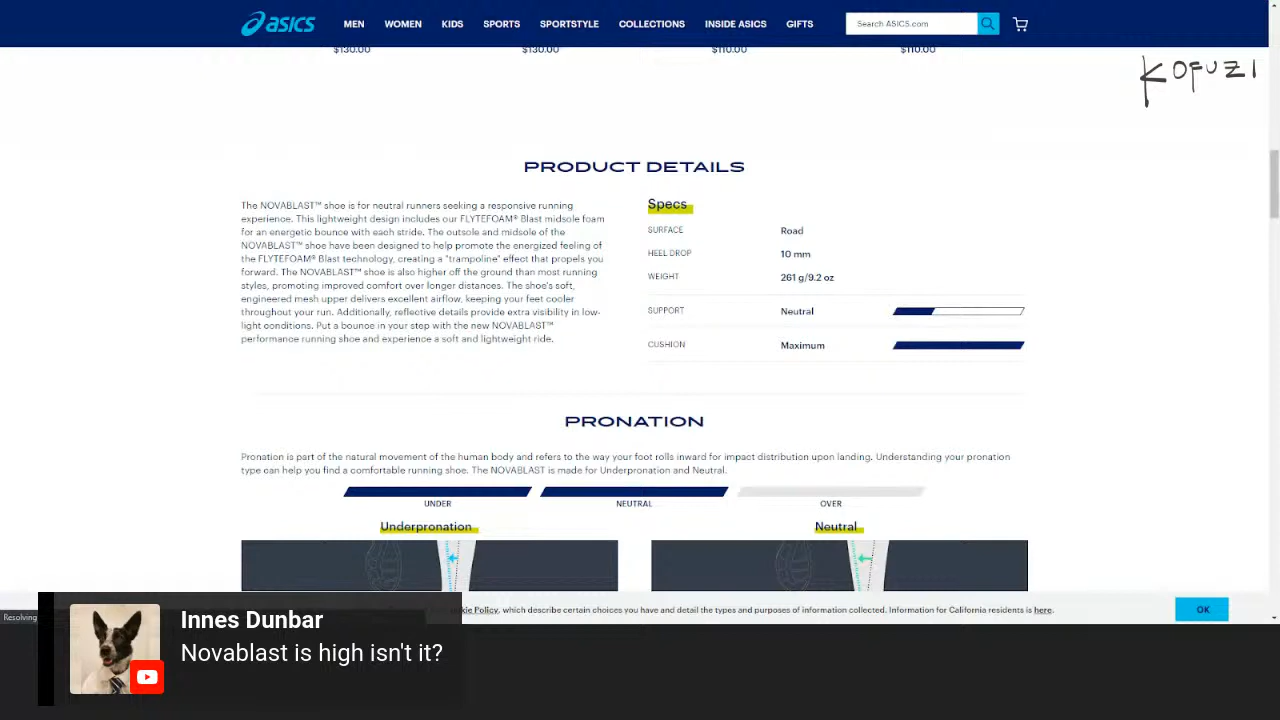 asics
MEN WOMEN KIDS SPORTS SPORTSTYLE COLLECTIONS INSIDE ASICS GIFTS
Search ASICS.com
$130.00 $130.00 $110.00 $110.00
KOFUZI
PRODUCT DETAILS
The NOVABLAST™ shoe is for neutral runners seeking a responsive running
experience. This lightweight design includes our FLYTEFOAM® Blast midsole foam
for an energetic bounce with each stride. The outsole and midsole of the
NOVABLAST™ shoe have been designed to help promote the energized feeling of
the FLYTEFOAM® Blast technology, creating a "trampoline" effect that propels you
forward. The NOVABLAST™ shoe is also higher off the ground than most running
styles, promoting improved comfort over longer distances. The shoe's soft,
engineered mesh upper delivers excellent airflow, keeping your feet cooler
throughout your run. Additionally, reflective details provide extra visibility in low-
light conditions. Put a bounce in your step with the new NOVABLAST™
performance running shoe and experience a soft and lightweight ride.
Specs
SURFACE Road
HEEL DROP 10 mm
WEIGHT 261 g/9.2 oz
SUPPORT Neutral
CUSHION Maximum
PRONATION
Pronation is part of the natural movement of the human body and refers to the way your foot rolls inward for impact distribution upon landing. Understanding your pronation
type can help you find a comfortable running shoe. The NOVABLAST is made for Underpronation and Neutral.
UNDER NEUTRAL OVER
Underpronation Neutral
Policy, which describe certain choices you have and detail the types and purposes of information collected. Information for California residents is here.
OK
Resolving
Innes Dunbar
Novablast is high isn't it?